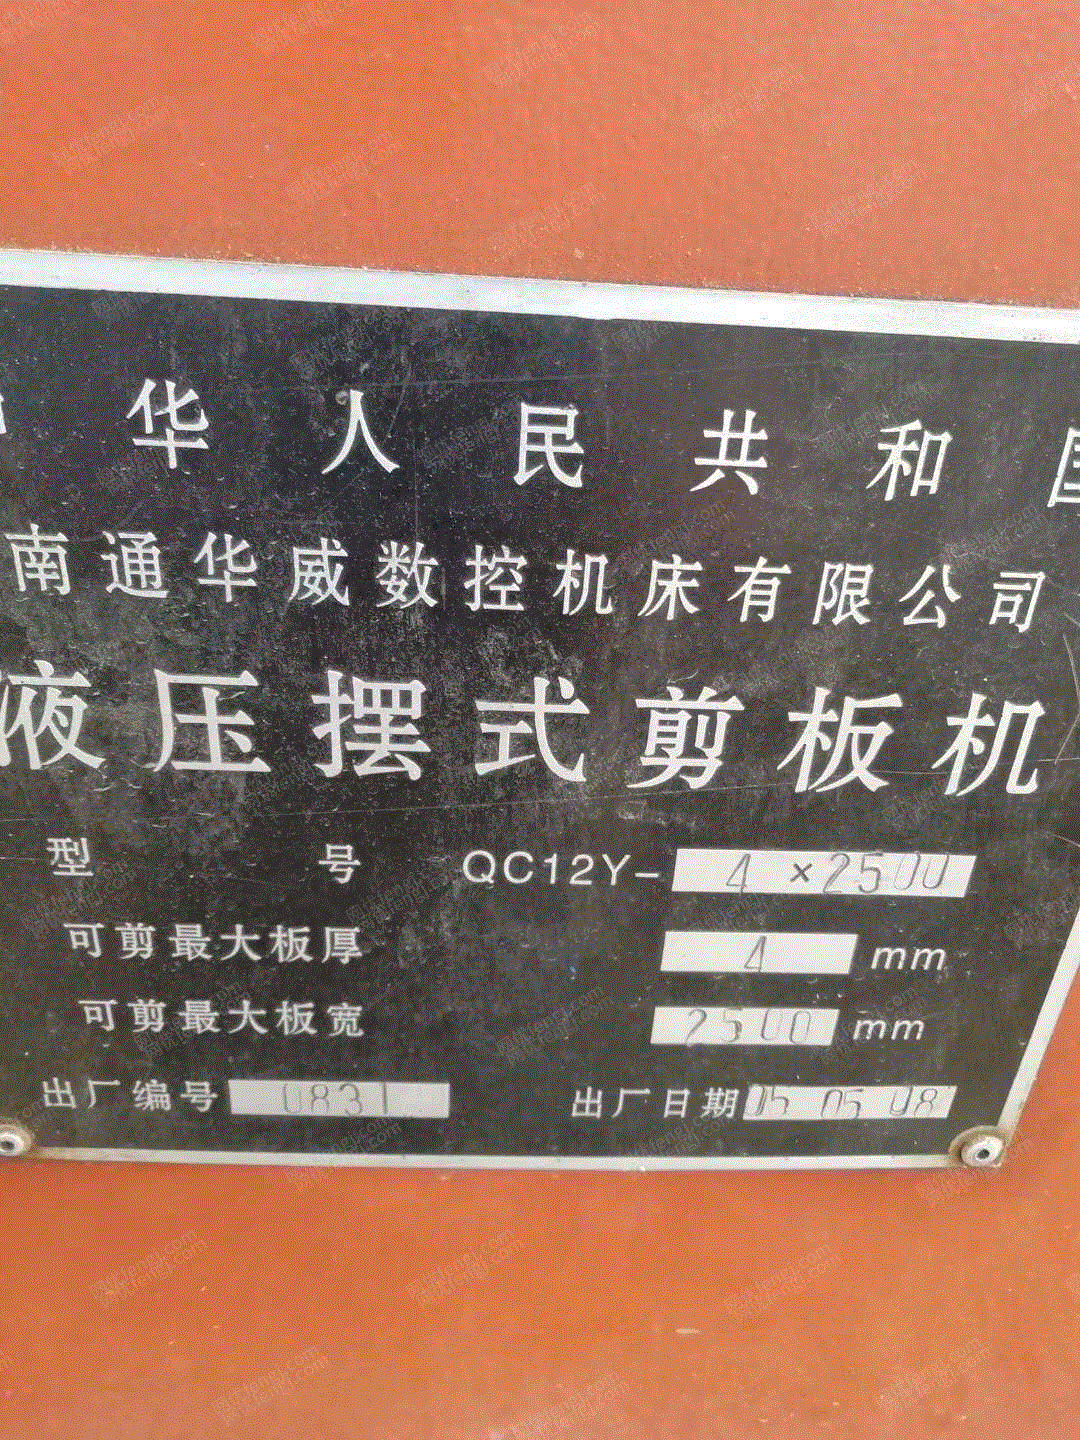 中华人民共和国
南通华威数控机床有限公司
液压摆式剪板机
型号 QC12Y-4×2500
可剪最大板厚 4 mm
可剪最大板宽 2500 mm
出厂编号 0831 出厂日期 05 08